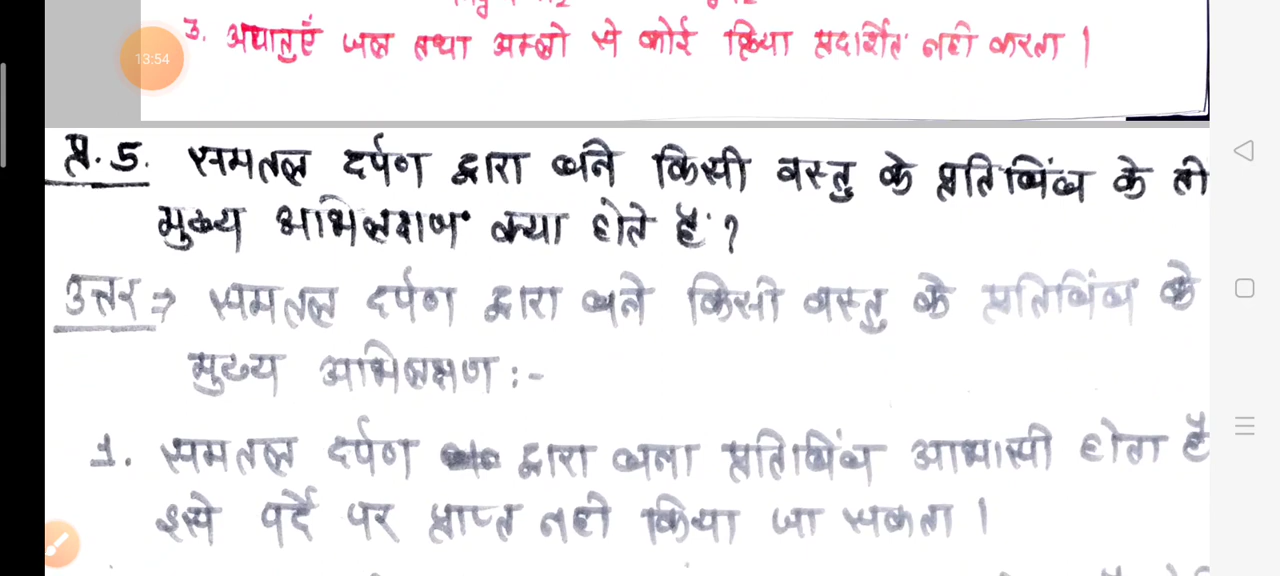 3. अधातुएँ जल तथा अम्लो से कोई क्रिया प्रदर्शित नही करता ।
13:54
प्र. 5. समतल दर्पण द्वारा बने किसी वस्तु के प्रतिबिंब के तो
मुख्य अभिलक्षण क्या होते है ?
उत्तर ⇒ समतल दर्पण द्वारा बने किसी वस्तु के प्रतिबिंब के
मुख्य अभिलक्षण :-
1. समतल दर्पण द्वारा बना प्रतिबिंब आभासी होता है
इसे पर्दे पर प्राप्त नही किया जा सकता ।